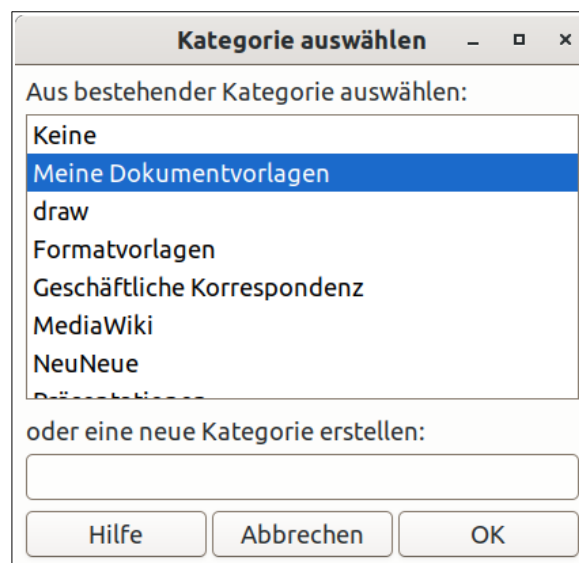 Kategorie auswählen
Aus bestehender Kategorie auswählen:
Keine
Meine Dokumentvorlagen
draw
Formatvorlagen
Geschäftliche Korrespondenz
MediaWiki
NeuNeue
Präsentationen
oder eine neue Kategorie erstellen:
Hilfe Abbrechen OK